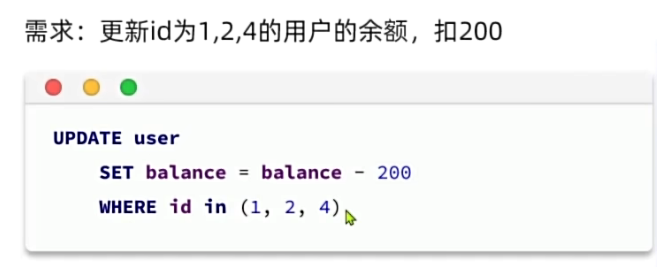 需求：更新id为1,2,4的用户的余额，扣200
UPDATE user
SET balance = balance - 200
WHERE id in (1, 2, 4)